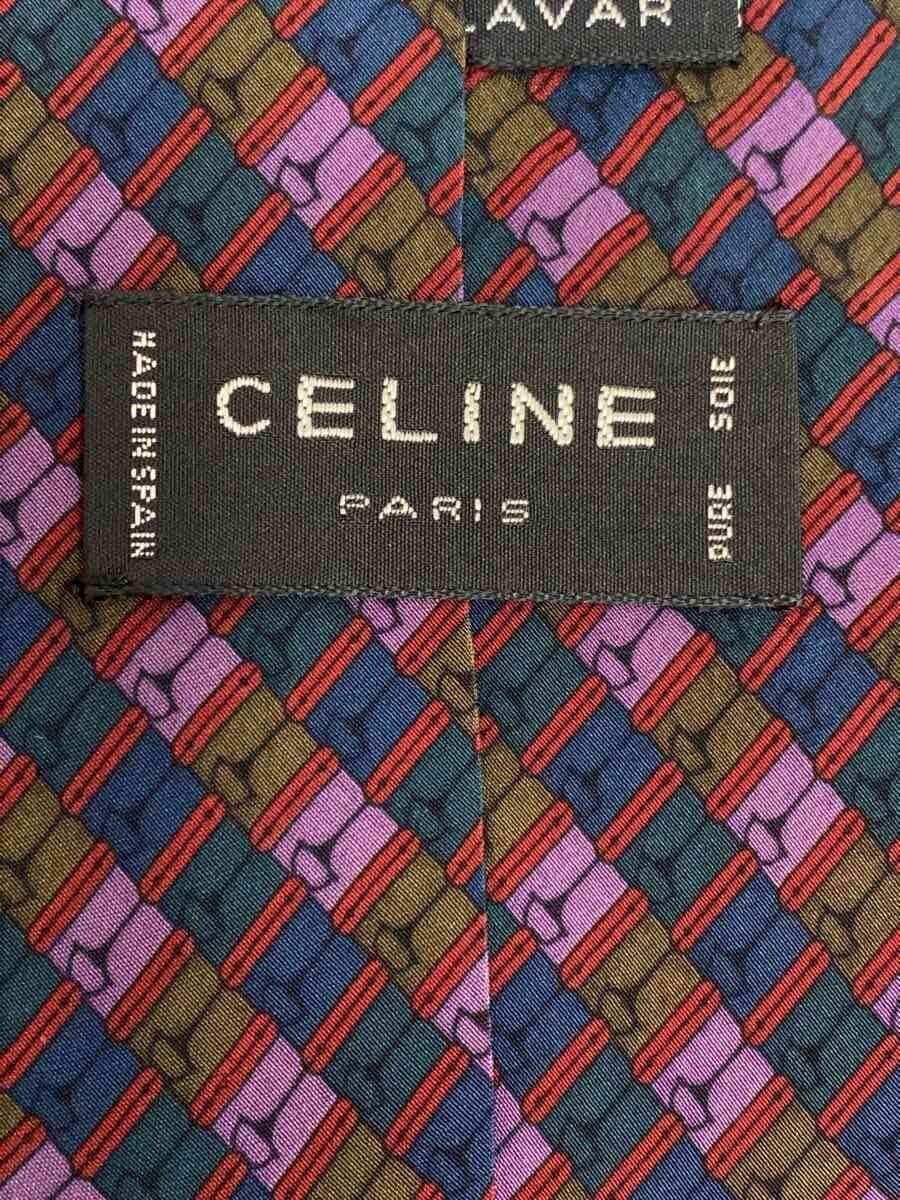 LAVAR
MADE IN SPAIN
CELINE
PARIS
PURE SOIE